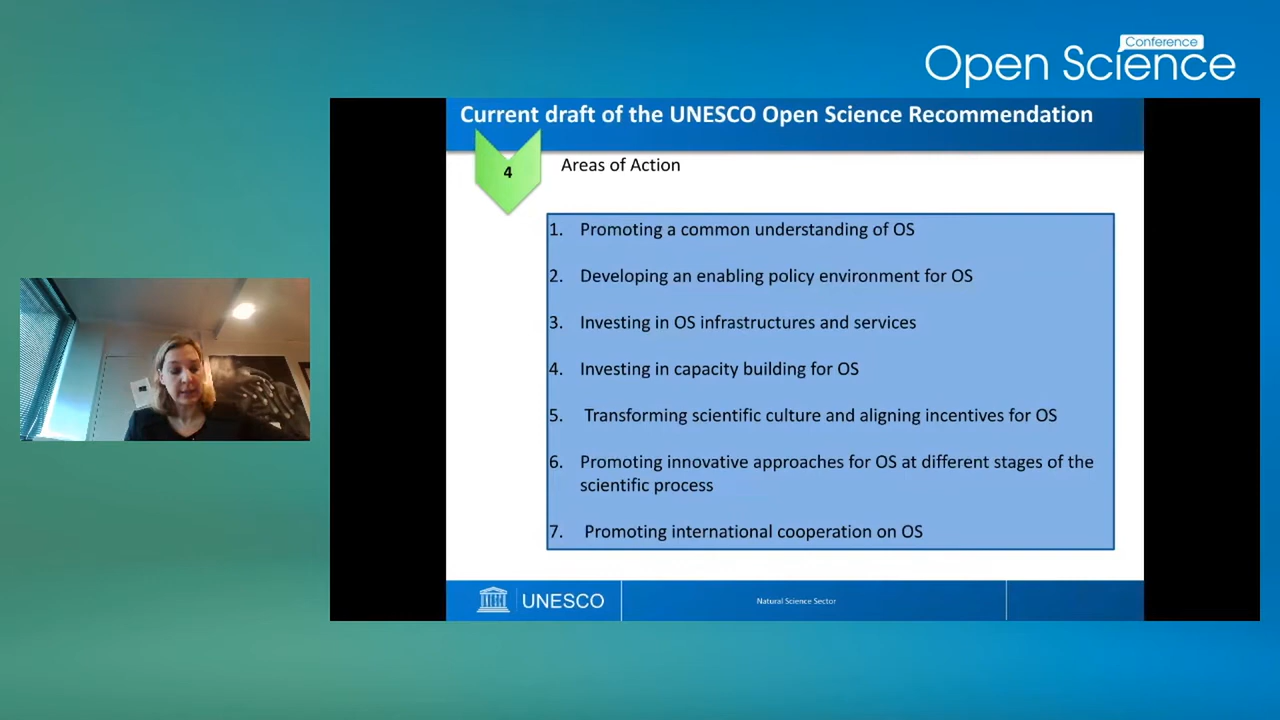 Conference
Open Science
Current draft of the UNESCO Open Science Recommendation
4
Areas of Action
1. Promoting a common understanding of OS
2. Developing an enabling policy environment for OS
3. Investing in OS infrastructures and services
4. Investing in capacity building for OS
5. Transforming scientific culture and aligning incentives for OS
6. Promoting innovative approaches for OS at different stages of the
scientific process
7. Promoting international cooperation on OS
UNESCO
Natural Science Sector